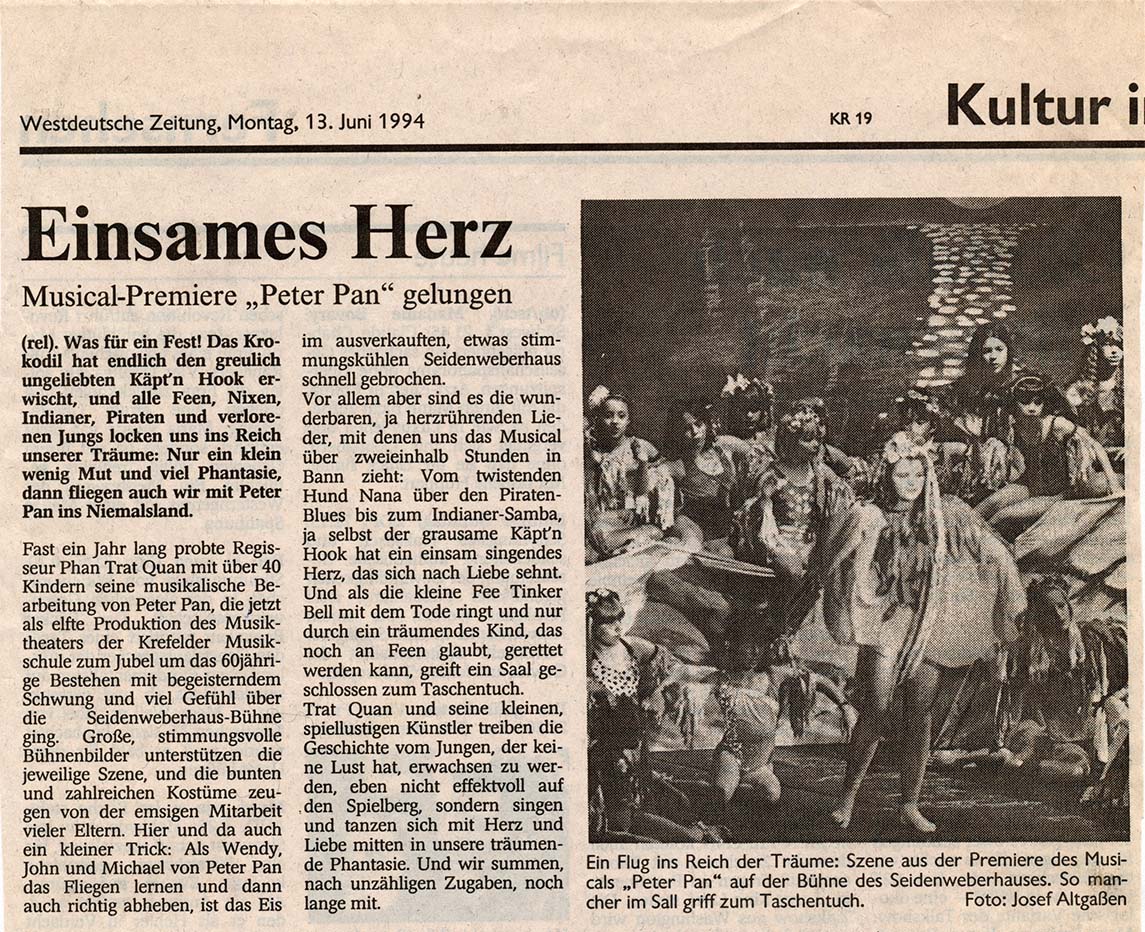 Westdeutsche Zeitung, Montag, 13. Juni 1994
KR 19
Kultur i
Einsames Herz
Musical-Premiere „Peter Pan“ gelungen
(rel). Was für ein Fest! Das Kro-
kodil hat endlich den greulich
ungeliebten Käpt'n Hook er-
wischt, und alle Feen, Nixen,
Indianer, Piraten und verlore-
nen Jungs locken uns ins Reich
unserer Träume: Nur ein klein
wenig Mut und viel Phantasie,
dann fliegen auch wir mit Peter
Pan ins Niemalsland.
Fast ein Jahr lang probte Regis-
seur Phan Trat Quan mit über 40
Kindern seine musikalische Be-
arbeitung von Peter Pan, die jetzt
als elfte Produktion des Musik-
theaters der Krefelder Musik-
schule zum Jubel um das 60jähri-
ge Bestehen mit begeisterndem
Schwung und viel Gefühl über
die Seidenweberhaus-Bühne
ging. Große, stimmungsvolle
Bühnenbilder unterstützen die
jeweilige Szene, und die bunten
und zahlreichen Kostüme zeu-
gen von der emsigen Mitarbeit
vieler Eltern. Hier und da auch
ein kleiner Trick: Als Wendy,
John und Michael von Peter Pan
das Fliegen lernen und dann
auch richtig abheben, ist das Eis
im ausverkauften, etwas stim-
mungskühlen Seidenweberhaus
schnell gebrochen.
Vor allem aber sind es die wun-
derbaren, ja herzrührenden Lie-
der, mit denen uns das Musical
über zweieinhalb Stunden in
Bann zieht: Vom twistenden
Hund Nana über den Piraten-
Blues bis zum Indianer-Samba,
ja selbst der grausame Käpt'n
Hook hat ein einsam singendes
Herz, das sich nach Liebe sehnt.
Und als die kleine Fee Tinker
Bell mit dem Tode ringt und nur
durch ein träumendes Kind, das
noch an Feen glaubt, gerettet
werden kann, greift ein Saal ge-
schlossen zum Taschentuch.
Trat Quan und seine kleinen,
spiellustigen Künstler treiben die
Geschichte vom Jungen, der kei-
ne Lust hat, erwachsen zu wer-
den, eben nicht effektvoll auf
den Spielberg, sondern singen
und tanzen sich mit Herz und
Liebe mitten in unsere träumen-
de Phantasie. Und wir summen,
nach unzähligen Zugaben, noch
lange mit.
Ein Flug ins Reich der Träume: Szene aus der Premiere des Musi-
cals „Peter Pan“ auf der Bühne des Seidenweberhauses. So man-
cher im Sall griff zum Taschentuch. Foto: Josef Altgaßen